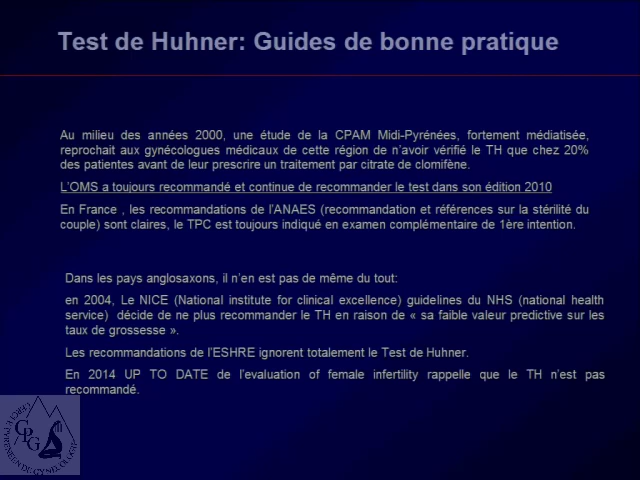 Test de Huhner: Guides de bonne pratique
Au milieu des années 2000, une étude de la CPAM Midi-Pyrénées, fortement médiatisée,
reprochait aux gynécologues médicaux de cette région de n'avoir vérifié le TH que chez 20%
des patientes avant de leur prescrire un traitement par citrate de clomifène.
L'OMS a toujours recommandé et continue de recommander le test dans son édition 2010
En France , les recommandations de l'ANAES (recommandation et références sur la stérilité du
couple) sont claires, le TPC est toujours indiqué en examen complémentaire de 1ère intention.
Dans les pays anglosaxons, il n'en est pas de même du tout:
en 2004, Le NICE (National institute for clinical excellence) guidelines du NHS (national health
service) décide de ne plus recommander le TH en raison de « sa faible valeur predictive sur les
taux de grossesse ».
Les recommandations de l'ESHRE ignorent totalement le Test de Huhner.
En 2014 UP TO DATE de l'evaluation of female infertility rappelle que le TH n'est pas
recommandé.
CERCLE PYRENEEN DE GYNECOLOGIE
CPG